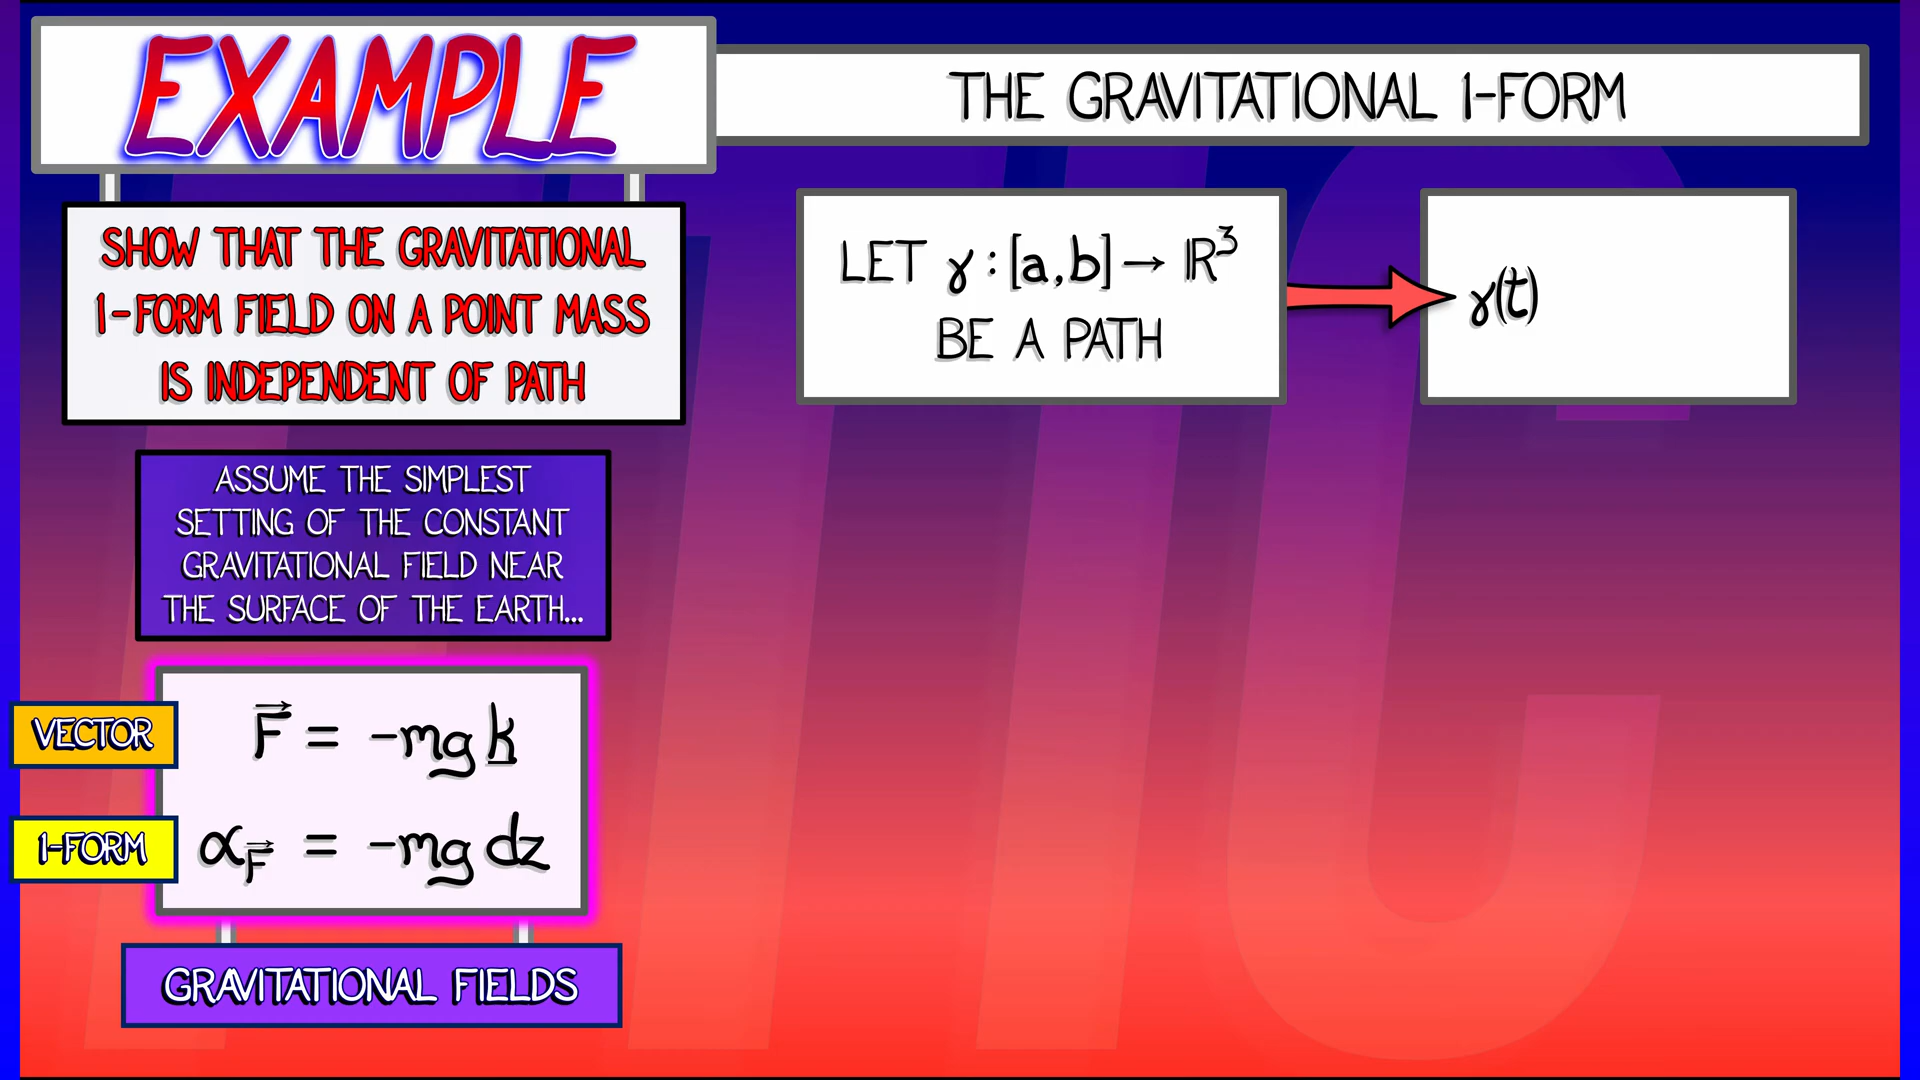 EXAMPLE
THE GRAVITATIONAL 1-FORM
SHOW THAT THE GRAVITATIONAL
1-FORM FIELD ON A POINT MASS
IS INDEPENDENT OF PATH
ASSUME THE SIMPLEST
SETTING OF THE CONSTANT
GRAVITATIONAL FIELD NEAR
THE SURFACE OF THE EARTH...
VECTOR
F⃗ = -mg k̲
1-FORM
α_F⃗ = -mg dz
GRAVITATIONAL FIELDS
LET γ : [a,b] → ℝ³
BE A PATH
γ(t)